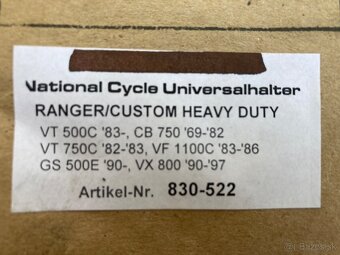 National Cycle Universalhalter
RANGER/CUSTOM HEAVY DUTY
VT 500C '83-, CB 750 '69-'82
VT 750C '82-'83, VF 1100C '83-'86
GS 500E '90-, VX 800 '90-'97
Artikel-Nr. 830-522